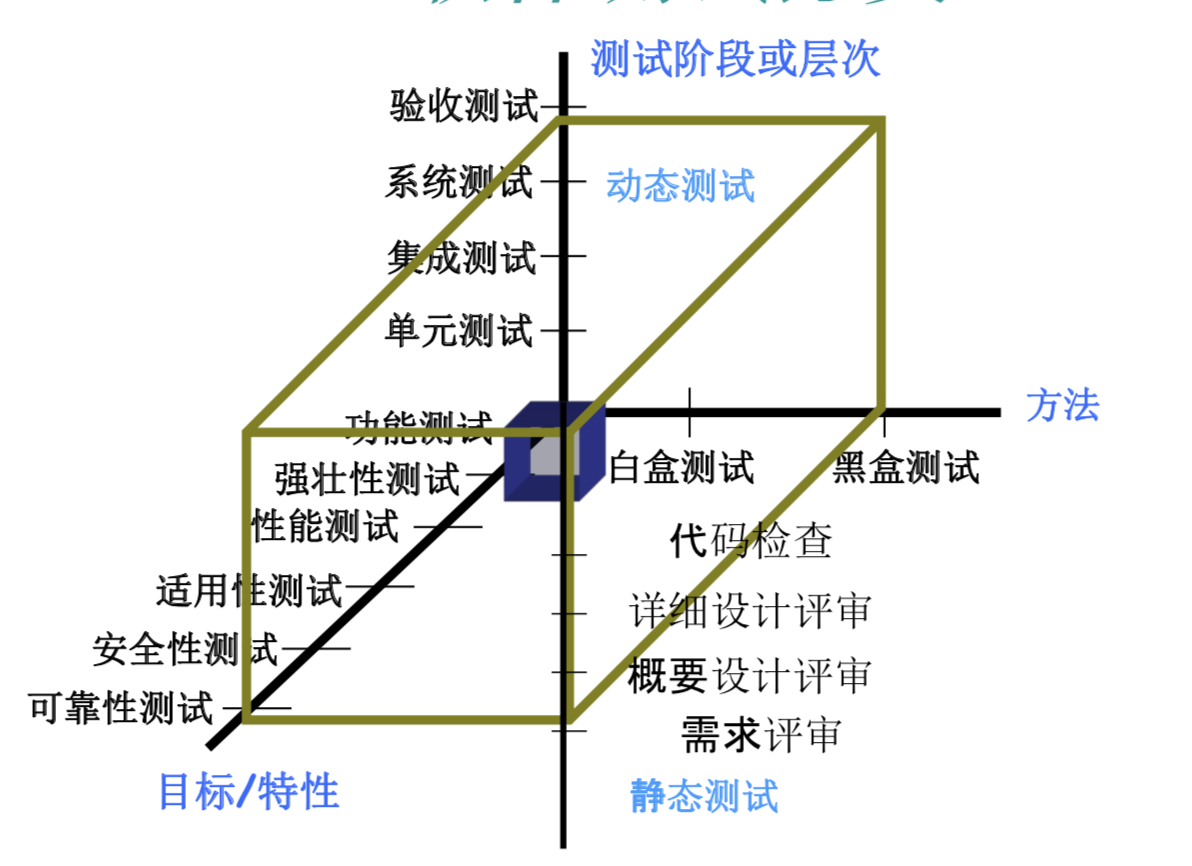 测试阶段或层次
验收测试
系统测试
动态测试
集成测试
单元测试
方法
功能测试
白盒测试
黑盒测试
强壮性测试
性能测试
代码检查
适用性测试
详细设计评审
安全性测试
概要设计评审
可靠性测试
需求评审
目标/特性
静态测试